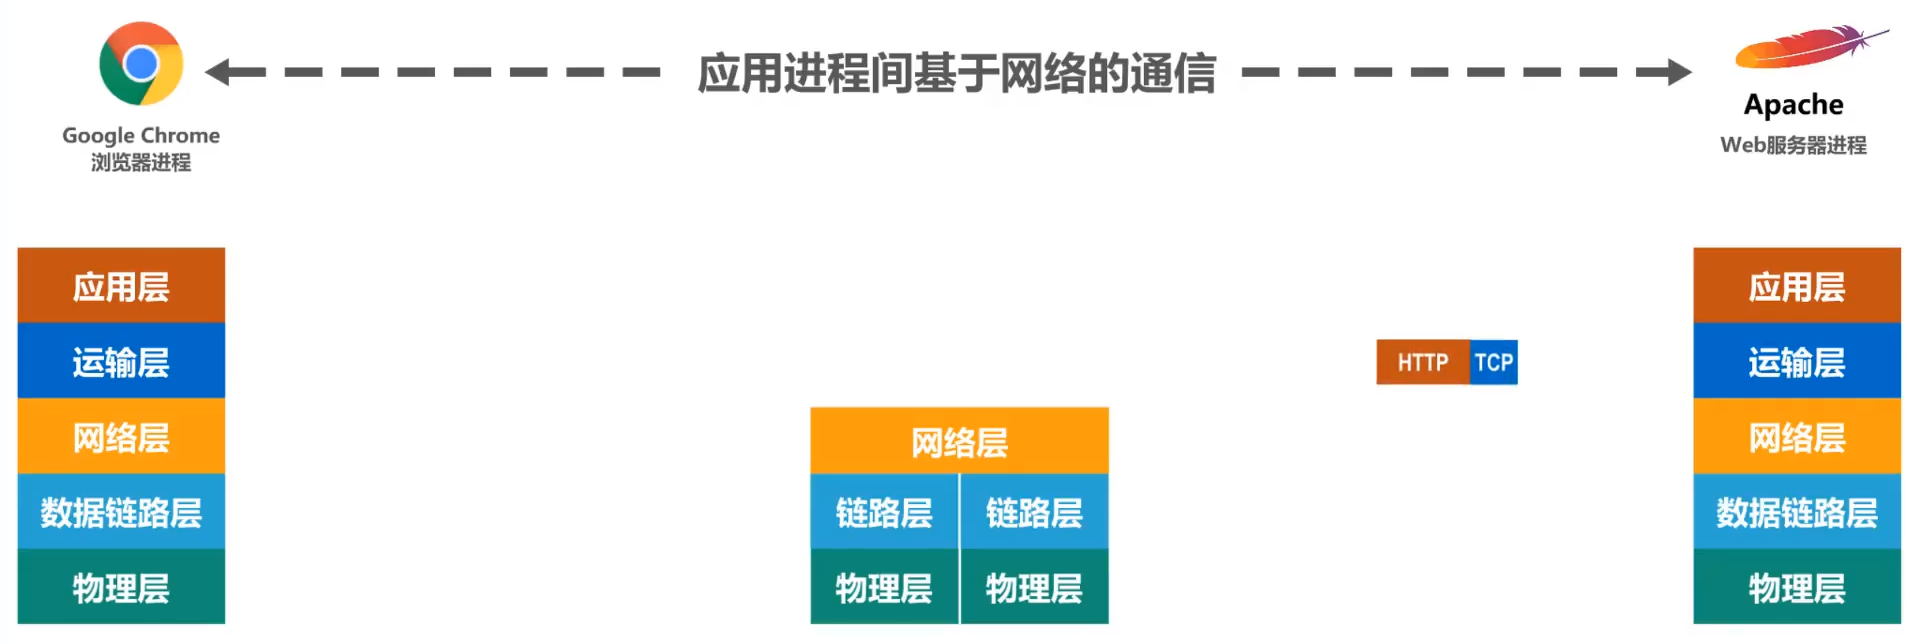 应用进程间基于网络的通信
Google Chrome
浏览器进程
Apache
Web服务器进程
应用层
运输层
网络层
数据链路层
物理层
网络层
链路层 链路层
物理层 物理层
HTTP TCP
应用层
运输层
网络层
数据链路层
物理层